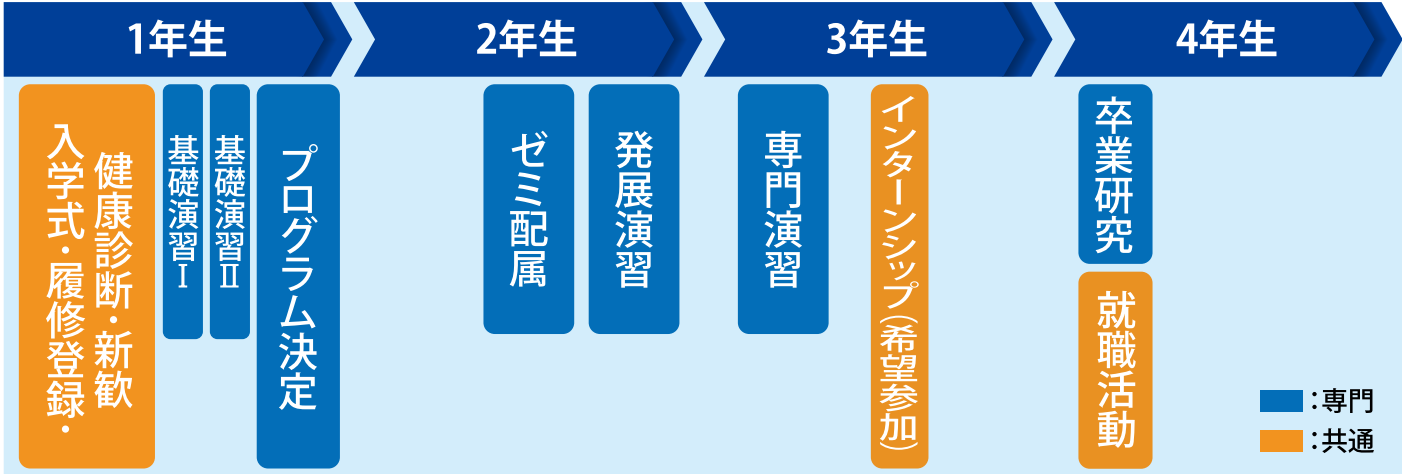 1年生
2年生
3年生
4年生
健康診断・新歓
入学式・履修登録・
基礎演習Ⅰ
基礎演習Ⅱ
プログラム決定
ゼミ配属
発展演習
専門演習
インターンシップ(希望参加)
卒業研究
就職活動
:専門
:共通